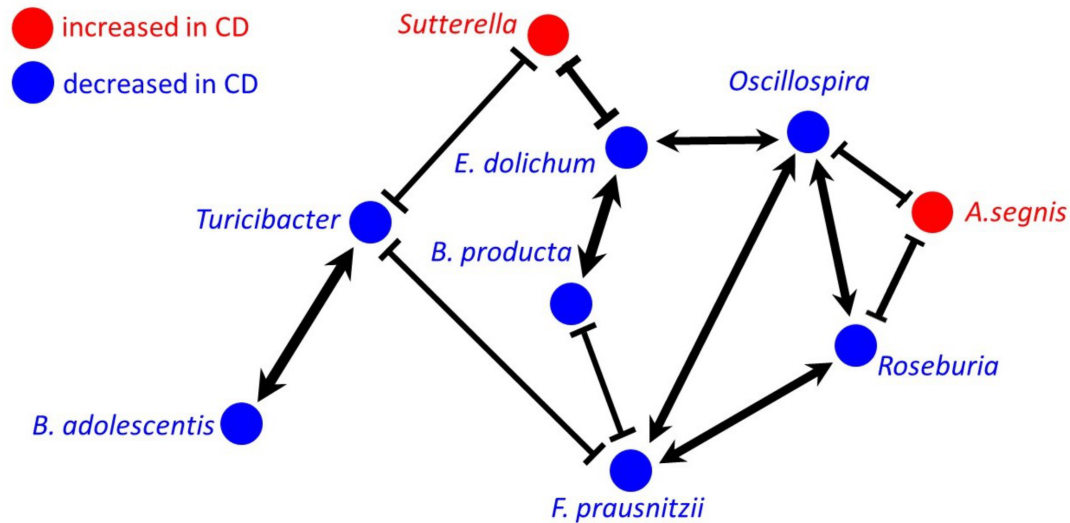 increased in CD
decreased in CD
Sutterella
Oscillospira
E. dolichum
Turicibacter
A.segnis
B. producta
Roseburia
B. adolescentis
F. prausnitzii